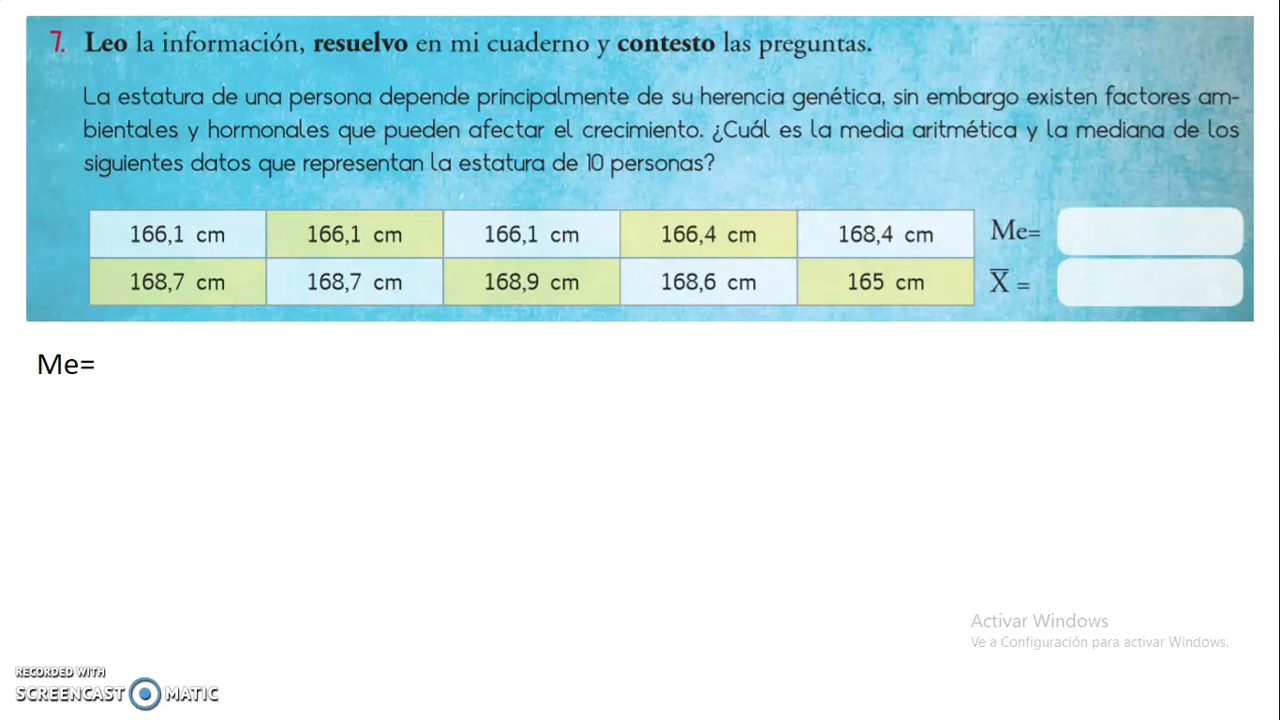 7. Leo la información, resuelvo en mi cuaderno y contesto las preguntas.
La estatura de una persona depende principalmente de su herencia genética, sin embargo existen factores am-
bientales y hormonales que pueden afectar el crecimiento. ¿Cuál es la media aritmética y la mediana de los
siguientes datos que representan la estatura de 10 personas?
166,1 cm 166,1 cm 166,1 cm 166,4 cm 168,4 cm Me=
168,7 cm 168,7 cm 168,9 cm 168,6 cm 165 cm X̅ =
Me=
Activar Windows
Ve a Configuración para activar Windows.
RECORDED WITH
SCREENCAST MATIC